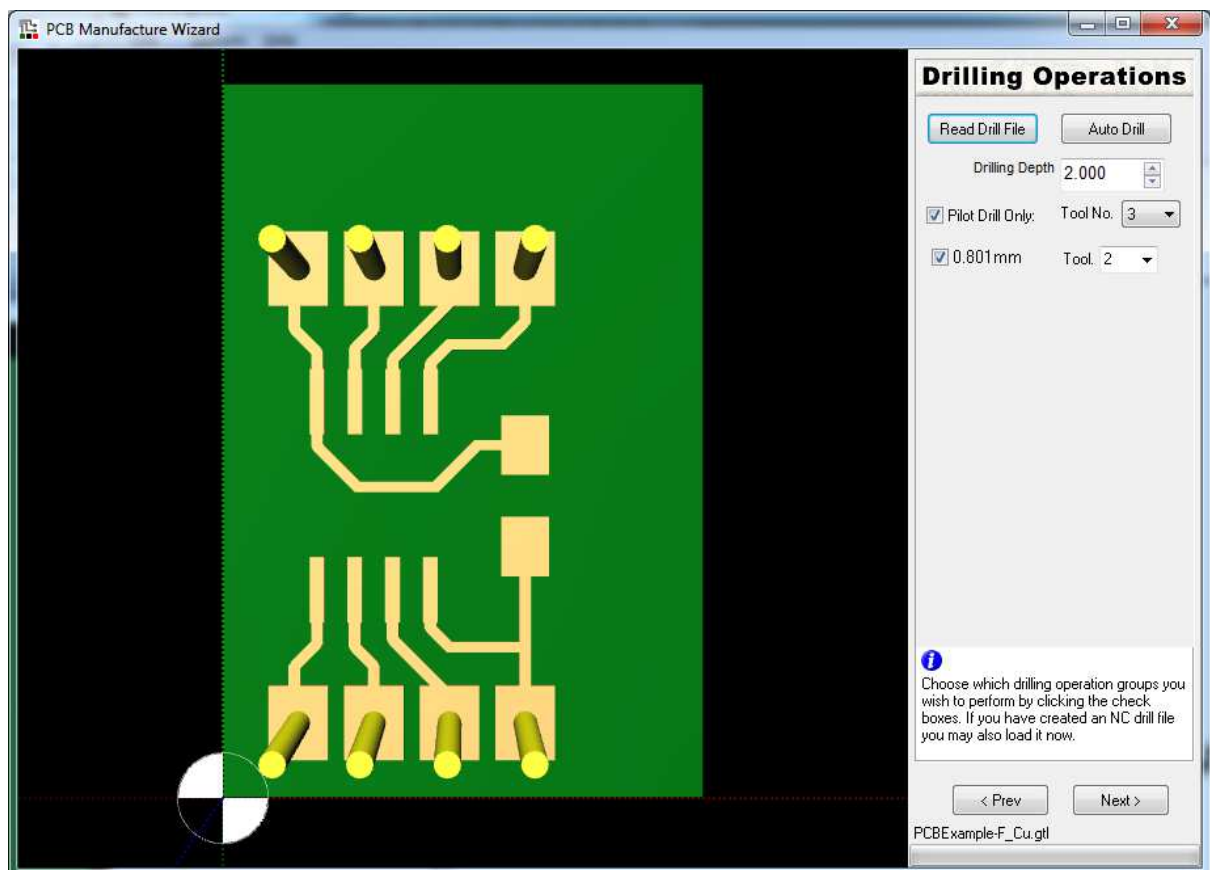 PCB Manufacture Wizard
Drilling Operations
Read Drill File Auto Drill
Drilling Depth 2.000
Pilot Drill Only: Tool No. 3
0.801mm Tool. 2
Choose which drilling operation groups you
wish to perform by clicking the check
boxes. If you have created an NC drill file
you may also load it now.
< Prev Next >
PCBExample-F_Cu.gtl